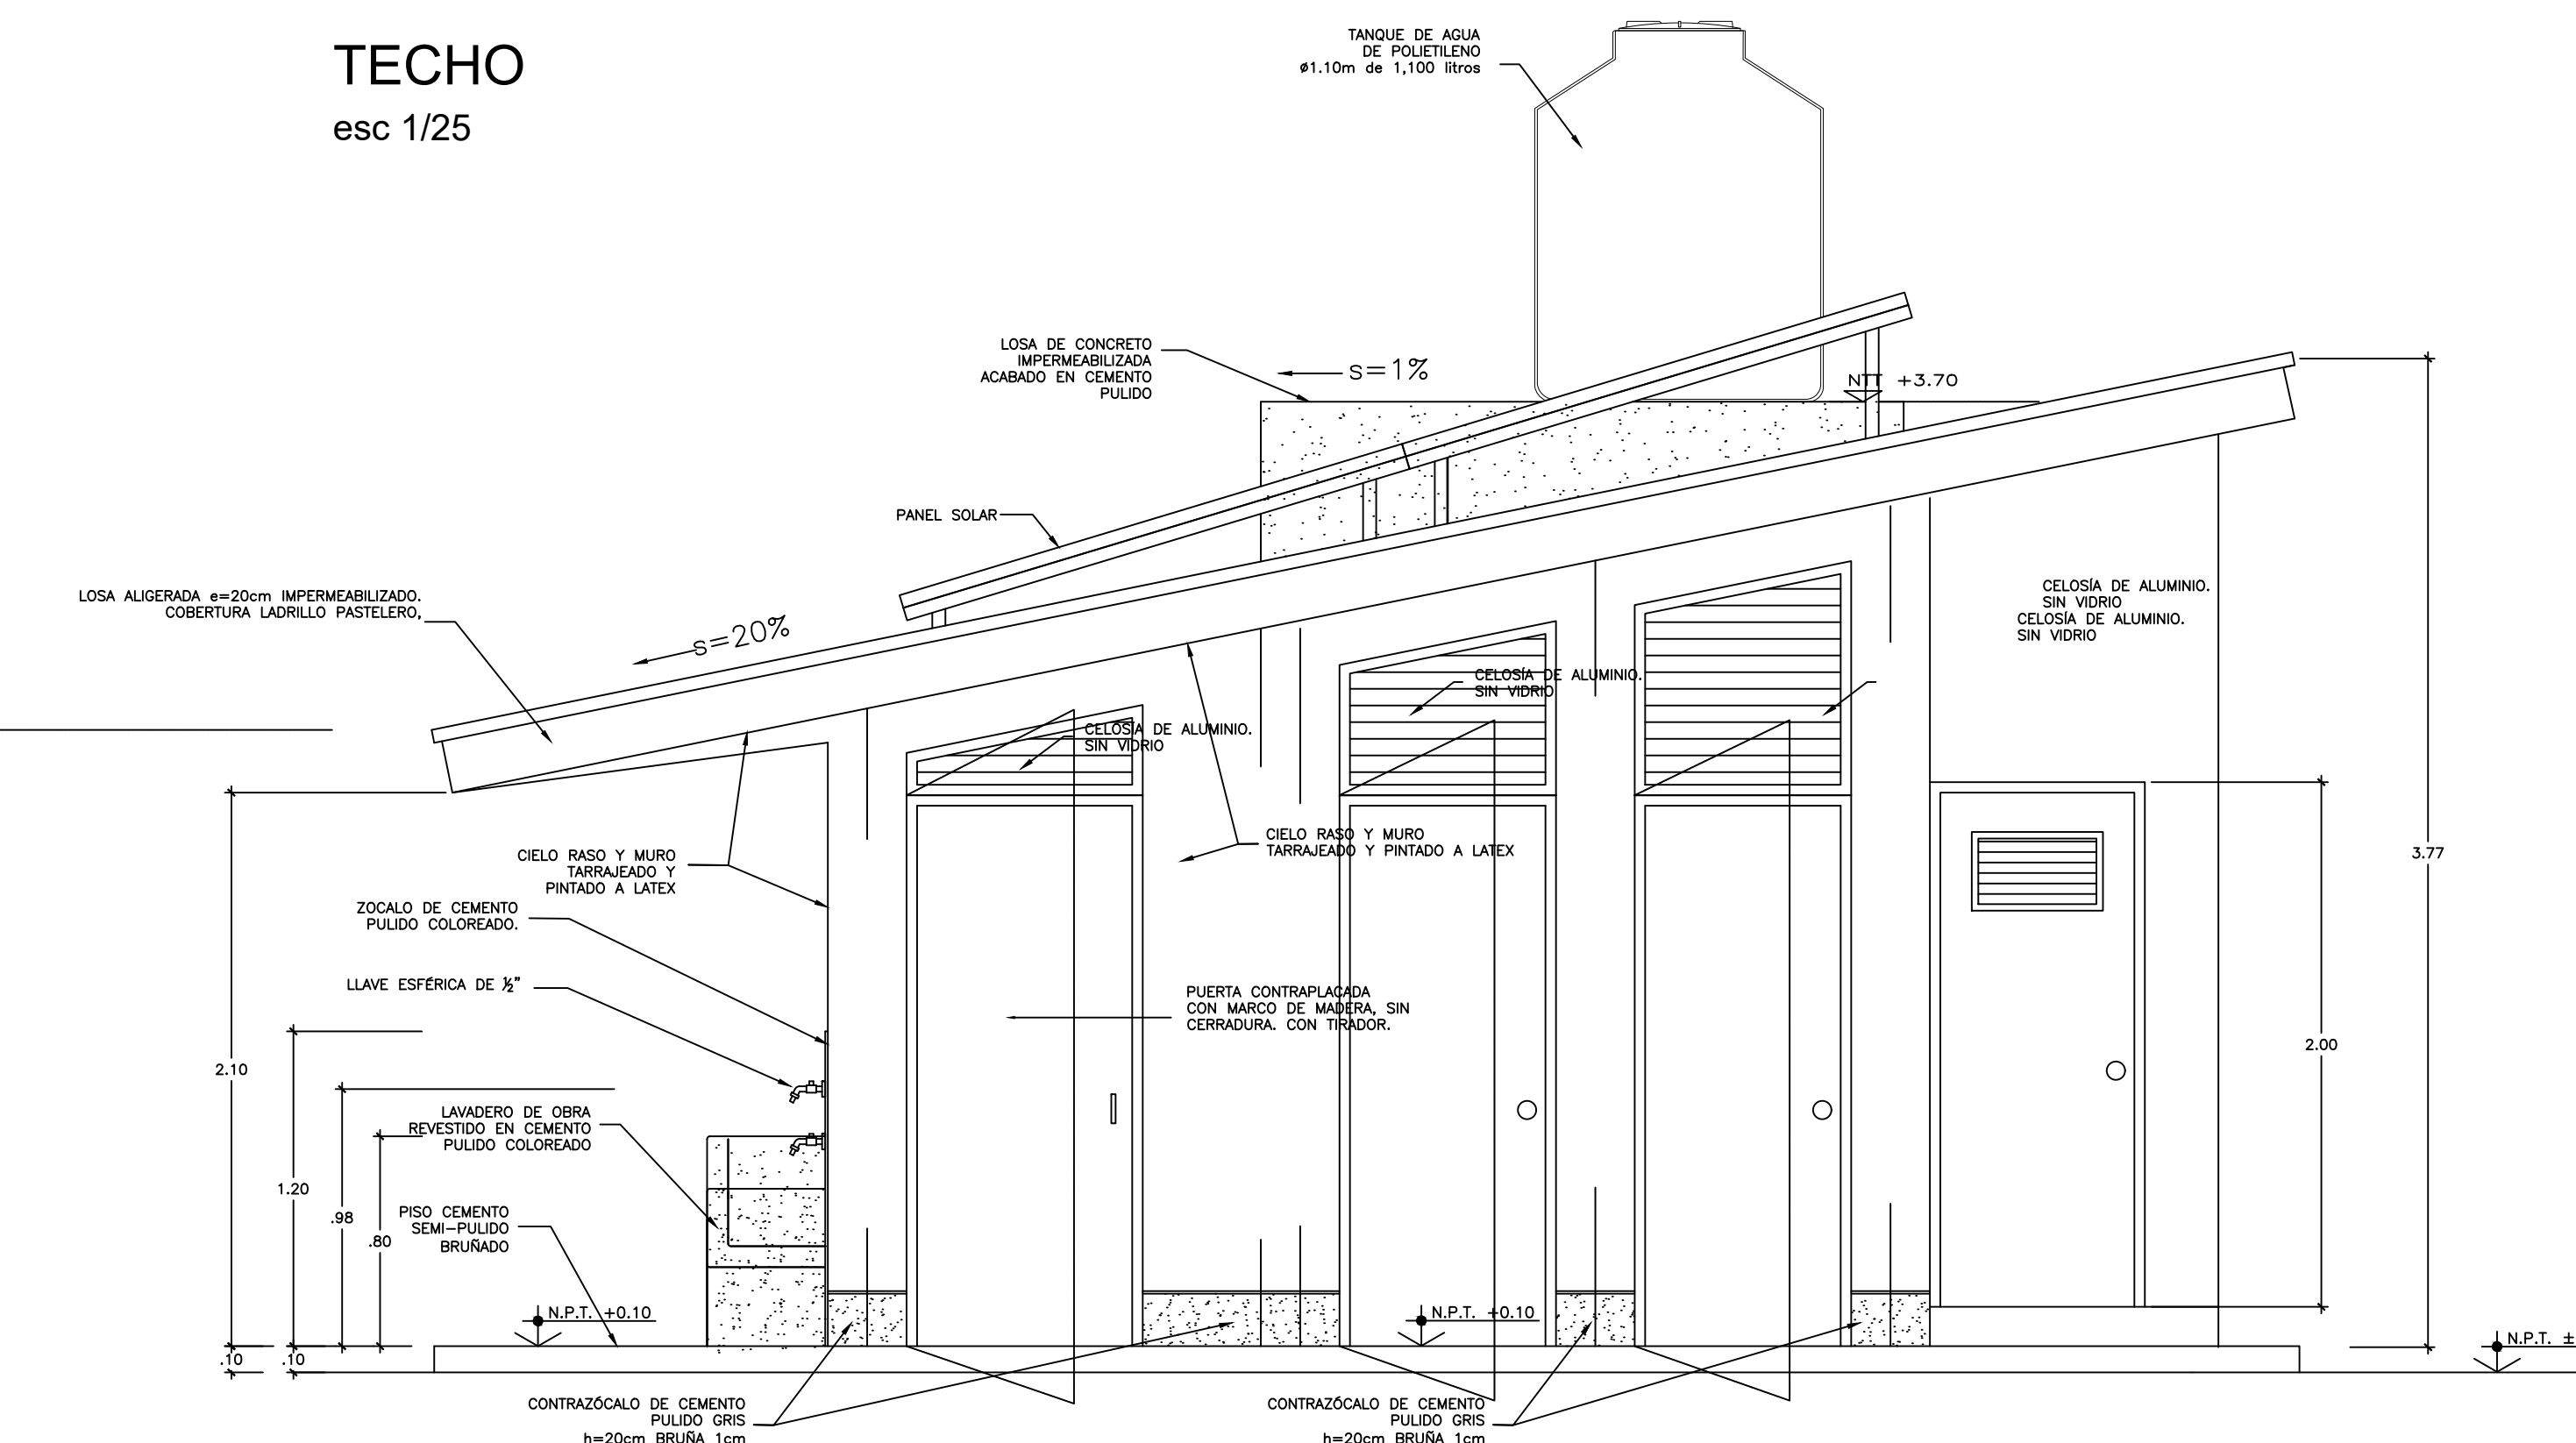 TECHO
esc 1/25
TANQUE DE AGUA
DE POLIETILENO
ø1.10m de 1,100 litros
LOSA DE CONCRETO
IMPERMEABILIZADA
ACABADO EN CEMENTO
PULIDO
s=1%
NTT +3.70
PANEL SOLAR
LOSA ALIGERADA e=20cm IMPERMEABILIZADO.
COBERTURA LADRILLO PASTELERO,
s=20%
CELOSÍA DE ALUMINIO.
SIN VIDRIO
CELOSÍA DE ALUMINIO.
SIN VIDRIO
CELOSÍA DE ALUMINIO.
SIN VIDRIO
CELOSÍA DE ALUMINIO.
SIN VIDRIO
CIELO RASO Y MURO
TARRAJEADO Y PINTADO A LATEX
CIELO RASO Y MURO
TARRAJEADO Y
PINTADO A LATEX
3.77
ZOCALO DE CEMENTO
PULIDO COLOREADO.
LLAVE ESFÉRICA DE ½"
PUERTA CONTRAPLACADA
CON MARCO DE MADERA, SIN
CERRADURA. CON TIRADOR.
2.00
2.10
LAVADERO DE OBRA
REVESTIDO EN CEMENTO
PULIDO COLOREADO
1.20
.98
.80
PISO CEMENTO
SEMI-PULIDO
BRUÑADO
N.P.T. +0.10
N.P.T. +0.10
N.P.T. ±
.10
.10
CONTRAZÓCALO DE CEMENTO
PULIDO GRIS
h=20cm BRUÑA 1cm
CONTRAZÓCALO DE CEMENTO
PULIDO GRIS
h=20cm BRUÑA 1cm